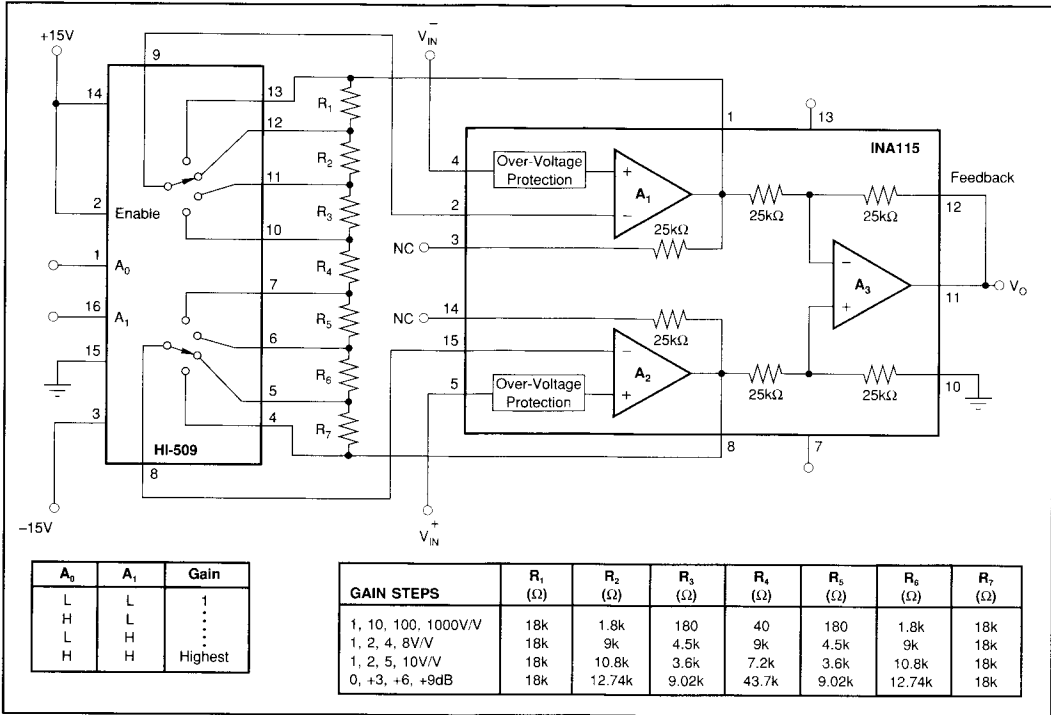 +15V
9
14
13
R1
12
R2
11
2
Enable
R3
10
1
A0
R4
7
16
A1
R5
6
15
R6
5
3
4
R7
HI-509
8
–15V
V–IN
1
13
INA115
4
Over-Voltage
Protection
+
A1
–
2
25kΩ
25kΩ
Feedback
12
NC
3
25kΩ
–
A3
+
11
VO
NC
14
25kΩ
15
–
A2
+
5
Over-Voltage
Protection
25kΩ
25kΩ
10
8
7
V+IN
A0 A1 Gain
L L 1
H L
L H
H H Highest
GAIN STEPS R1 (Ω) R2 (Ω) R3 (Ω) R4 (Ω) R5 (Ω) R6 (Ω) R7 (Ω)
1, 10, 100, 1000V/V 18k 1.8k 180 40 180 1.8k 18k
1, 2, 4, 8V/V 18k 9k 4.5k 9k 4.5k 9k 18k
1, 2, 5, 10V/V 18k 10.8k 3.6k 7.2k 3.6k 10.8k 18k
0, +3, +6, +9dB 18k 12.74k 9.02k 43.7k 9.02k 12.74k 18k